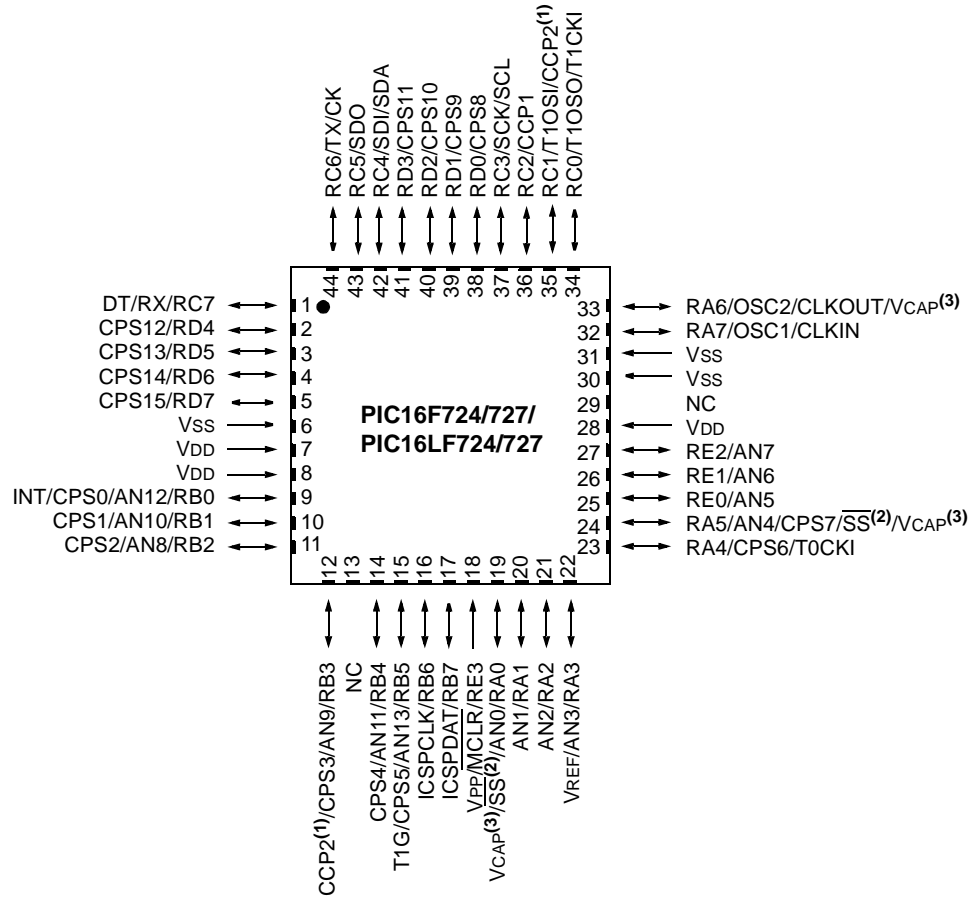 RC6/TX/CK
RC5/SDO
RC4/SDI/SDA
RD3/CPS11
RD2/CPS10
RD1/CPS9
RD0/CPS8
RC3/SCK/SCL
RC2/CCP1
RC1/T1OSI/CCP2(1)
RC0/T1OSO/T1CKI
44
43
42
41
40
39
38
37
36
35
34
DT/RX/RC7 1
CPS12/RD4 2
CPS13/RD5 3
CPS14/RD6 4
CPS15/RD7 5
VSS 6
VDD 7
VDD 8
INT/CPS0/AN12/RB0 9
CPS1/AN10/RB1 10
CPS2/AN8/RB2 11
PIC16F724/727/
PIC16LF724/727
33 RA6/OSC2/CLKOUT/VCAP(3)
32 RA7/OSC1/CLKIN
31 VSS
30 VSS
29 NC
28 VDD
27 RE2/AN7
26 RE1/AN6
25 RE0/AN5
24 RA5/AN4/CPS7/SS(2)/VCAP(3)
23 RA4/CPS6/T0CKI
12
13
14
15
16
17
18
19
20
21
22
CCP2(1)/CPS3/AN9/RB3
NC
CPS4/AN11/RB4
T1G/CPS5/AN13/RB5
ICSPCLK/RB6
ICSPDAT/RB7
VPP/MCLR/RE3
VCAP(3)/SS(2)/AN0/RA0
AN1/RA1
AN2/RA2
VREF/AN3/RA3